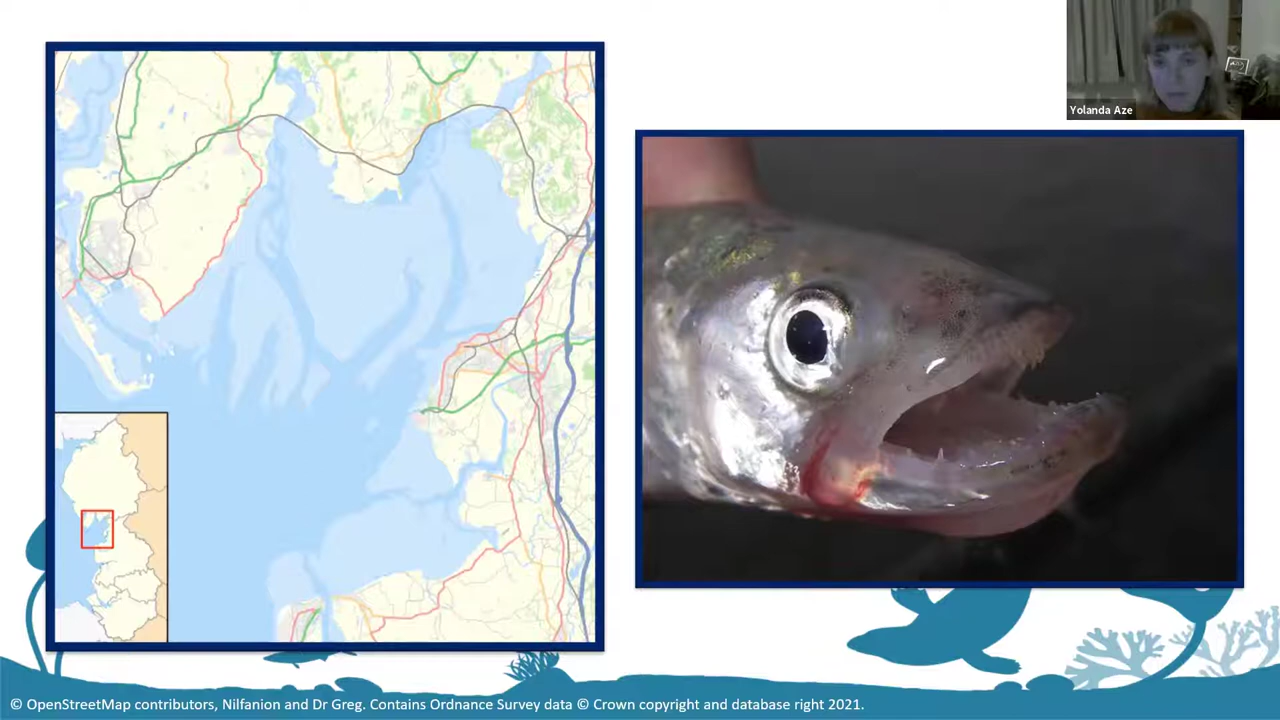 Yolanda Aze
© OpenStreetMap contributors, Nilfanion and Dr Greg. Contains Ordnance Survey data © Crown copyright and database right 2021.